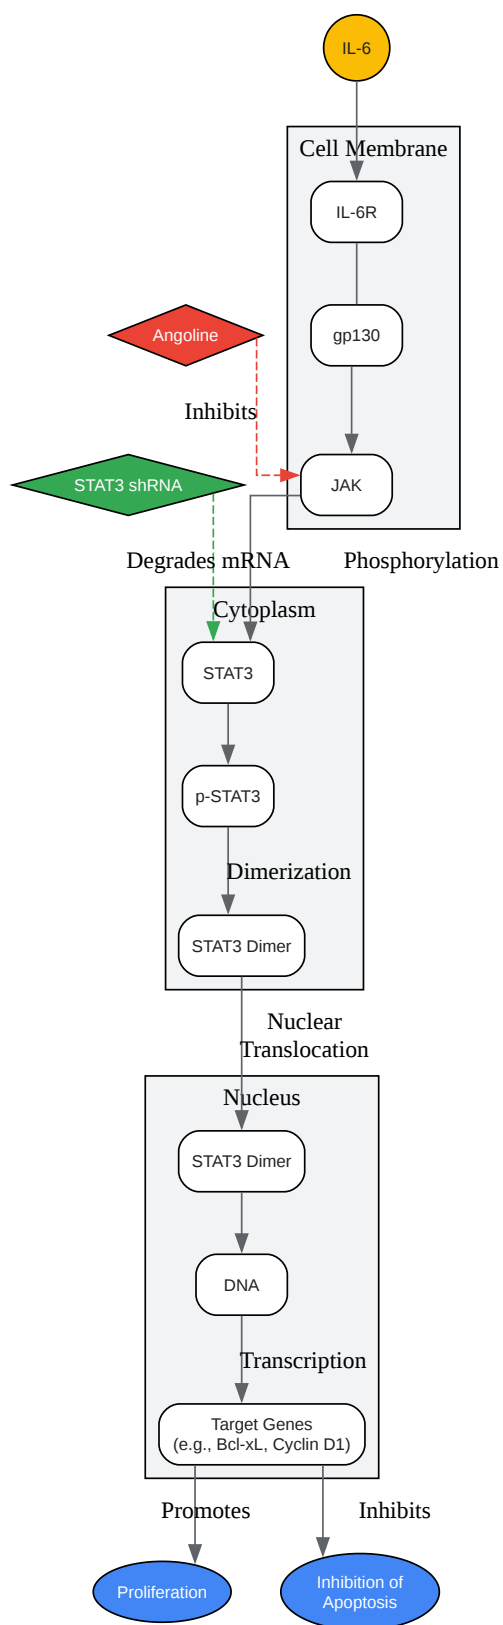 IL-6
Cell Membrane
IL-6R
Angoline
gp130
Inhibits
STAT3 shRNA
JAK
Degrades mRNA
Phosphorylation
Cytoplasm
STAT3
p-STAT3
Dimerization
STAT3 Dimer
Nuclear
Translocation
Nucleus
STAT3 Dimer
DNA
Transcription
Target Genes
(e.g., Bcl-xL, Cyclin D1)
Promotes
Inhibits
Proliferation
Inhibition of
Apoptosis